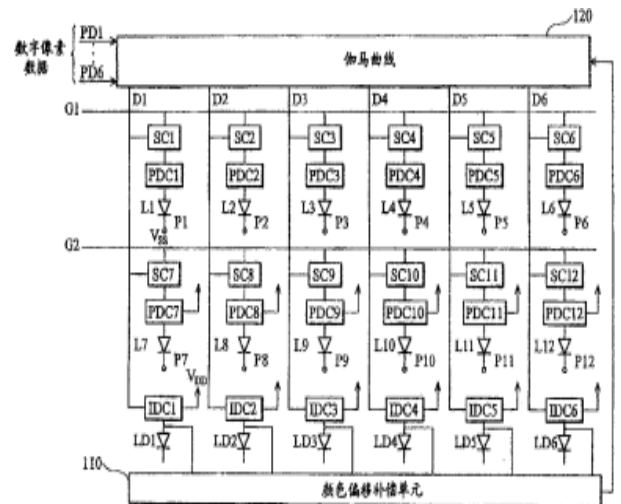 120
数字像素
数据
PD1
PD6
伽马曲线
D1 D2 D3 D4 D5 D6
G1
SC1 SC2 SC3 SC4 SC5 SC6
PDC1 PDC2 PDC3 PDC4 PDC5 PDC6
L1 P1 L2 P2 L3 P3 L4 P4 L5 P5 L6 P6
VSS
G2
SC7 SC8 SC9 SC10 SC11 SC12
PDC7 PDC8 PDC9 PDC10 PDC11 PDC12
L7 P7 L8 P8 L9 P9 L10 P10 L11 P11 L12 P12
VDD
IDC1 IDC2 IDC3 IDC4 IDC5 IDC6
LD1 LD2 LD3 LD4 LD5 LD6
110
颜色偏移补偿单元